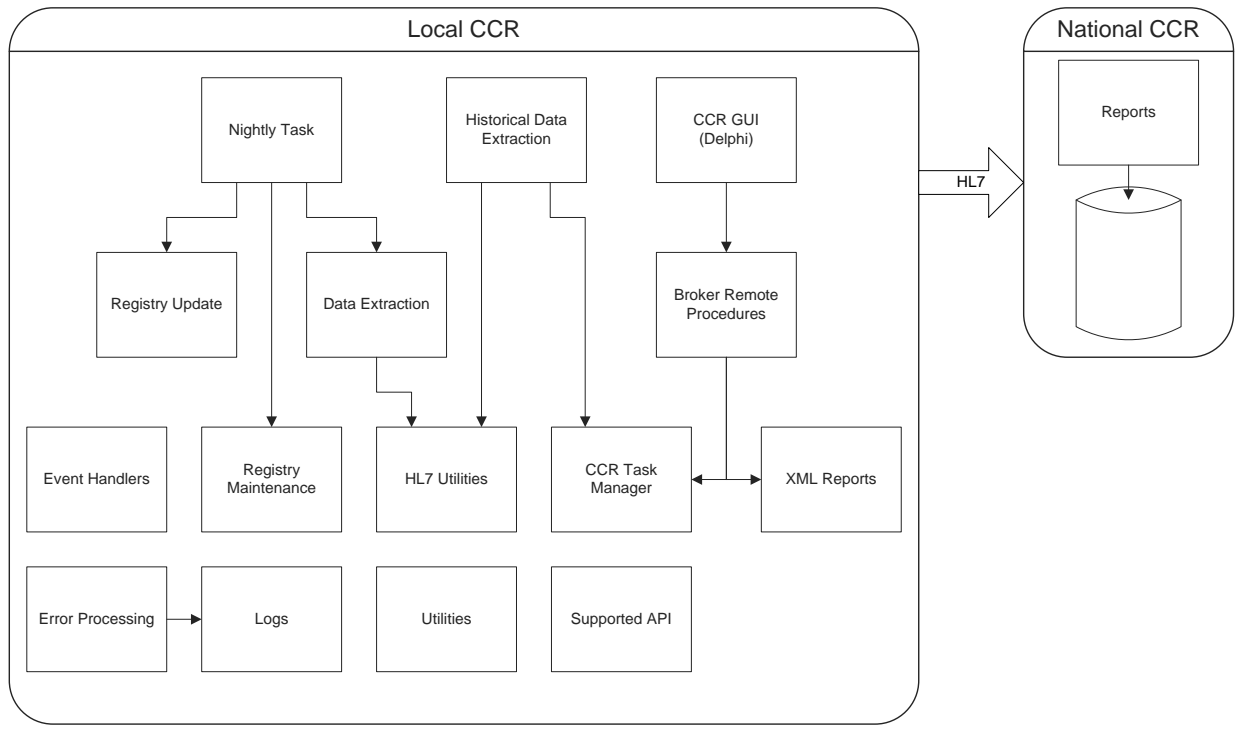 Local CCR
National CCR
Nightly Task
Historical Data
Extraction
CCR GUI
(Delphi)
Reports
HL7
Registry Update
Data Extraction
Broker Remote
Procedures
Event Handlers
Registry
Maintenance
HL7 Utilities
CCR Task
Manager
XML Reports
Error Processing
Logs
Utilities
Supported API